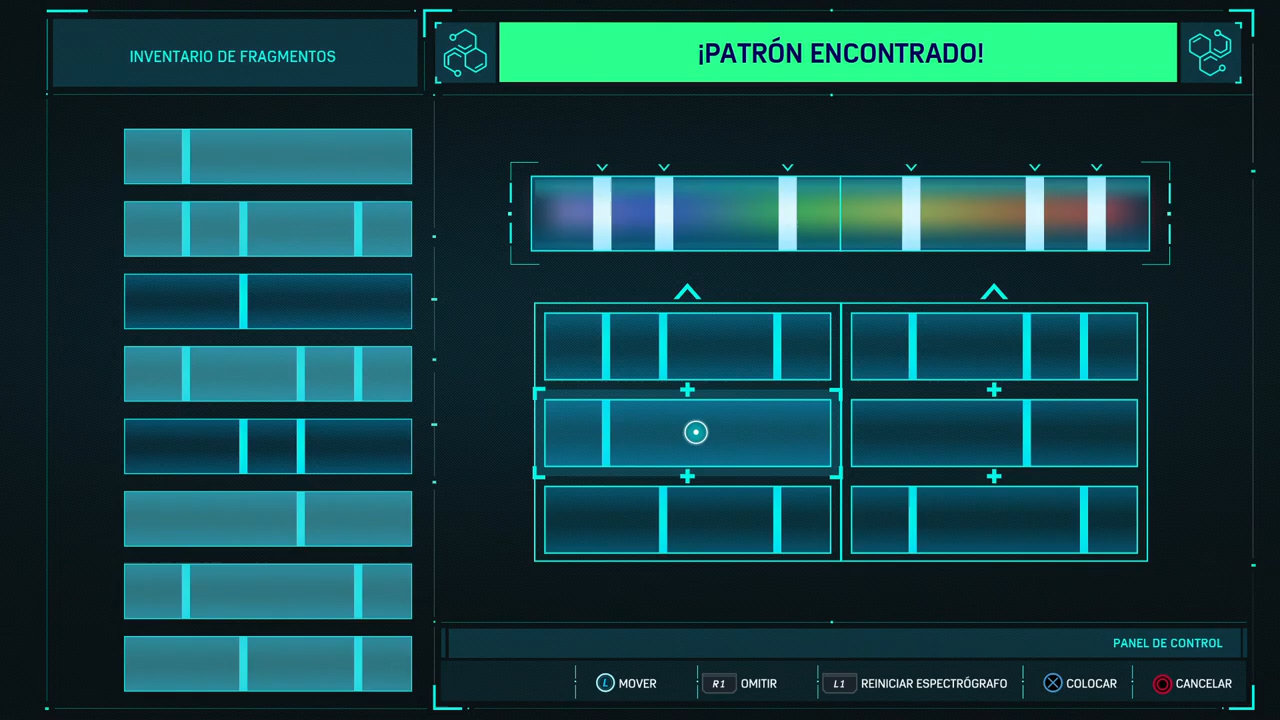 INVENTARIO DE FRAGMENTOS
¡PATRÓN ENCONTRADO!
PANEL DE CONTROL
L MOVER
R1 OMITIR
L1 REINICIAR ESPECTRÓGRAFO
COLOCAR
CANCELAR